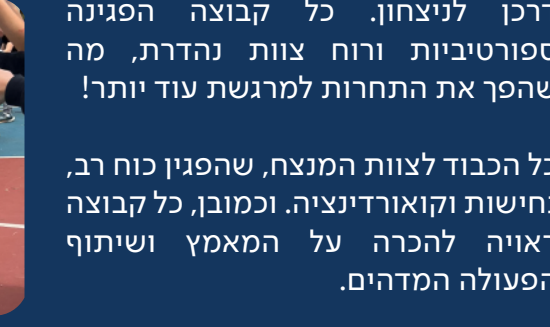 דרכן לניצחון. כל קבוצה הפגינה
ספורטיביות ורוח צוות נהדרת, מה
שהפך את התחרות למרגשת עוד יותר!
כל הכבוד לצוות המנצח, שהפגין כוח רב,
נחישות וקואורדינציה. וכמובן, כל קבוצה
ראויה להכרה על המאמץ ושיתוף
הפעולה המדהים.